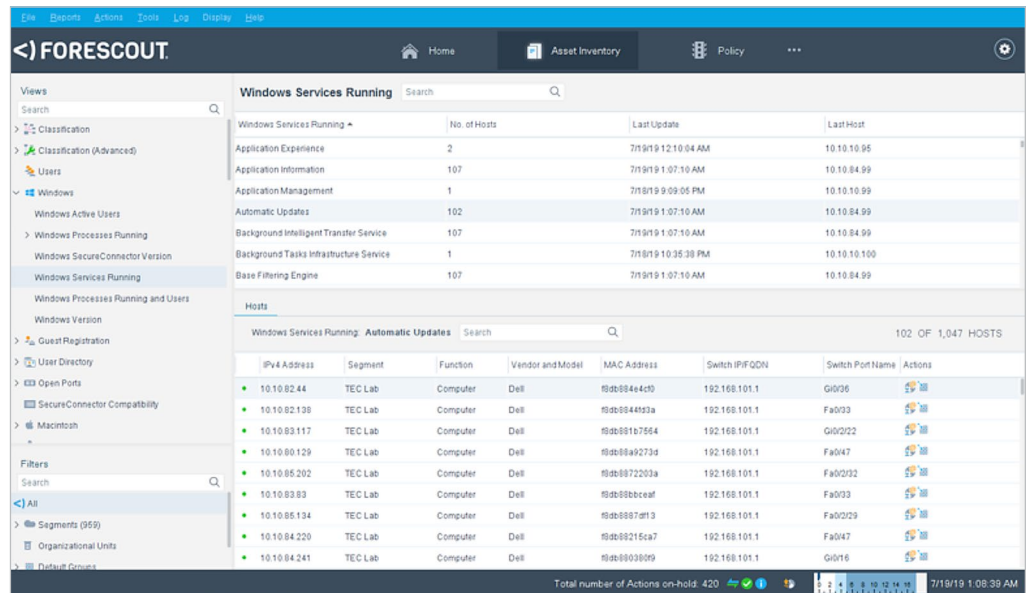 File Reports Actions Tools Log Display Help
<) FORESCOUT.
Home
Asset Inventory
Policy
•••
Views
Search
Classification
Classification (Advanced)
Users
Windows
Windows Active Users
Windows Processes Running
Windows SecureConnector Version
Windows Services Running
Windows Processes Running and Users
Windows Version
Guest Registration
User Directory
Open Ports
SecureConnector Compatibility
Macintosh
Filters
Search
All
Segments (959)
Organizational Units
Default Groups
Windows Services Running Search
Windows Services Running No. of Hosts Last Update Last Host
Application Experience 2 7/19/19 12:10:04 AM 10.10.10.95
Application Information 107 7/19/19 1:07:10 AM 10.10.84.99
Application Management 1 7/18/19 9:09:05 PM 10.10.10.99
Automatic Updates 102 7/19/19 1:07:10 AM 10.10.84.99
Background Intelligent Transfer Service 107 7/19/19 1:07:10 AM 10.10.84.99
Background Tasks Infrastructure Service 1 7/18/19 10:35:38 PM 10.10.10.100
Base Filtering Engine 107 7/19/19 1:07:10 AM 10.10.84.99
Hosts
Windows Services Running: Automatic Updates Search 102 OF 1,047 HOSTS
IPv4 Address Segment Function Vendor and Model MAC Address Switch IP/FQDN Switch Port Name Actions
10.10.82.44 TEC Lab Computer Dell f8db884e4cf0 192.168.101.1 Gi0/36
10.10.82.138 TEC Lab Computer Dell f8db8844fd3a 192.168.101.1 Fa0/33
10.10.83.117 TEC Lab Computer Dell f8db881b7564 192.168.101.1 Gi0/2/22
10.10.80.129 TEC Lab Computer Dell f8db88a9273d 192.168.101.1 Fa0/47
10.10.85.202 TEC Lab Computer Dell f8db8872203a 192.168.101.1 Fa0/2/32
10.10.83.83 TEC Lab Computer Dell f8db88bbceaf 192.168.101.1 Fa0/33
10.10.85.134 TEC Lab Computer Dell f8db8887df13 192.168.101.1 Fa0/2/29
10.10.84.220 TEC Lab Computer Dell f8db88215ca7 192.168.101.1 Fa0/47
10.10.84.241 TEC Lab Computer Dell f8db880380f9 192.168.101.1 Gi0/16
Total number of Actions on-hold: 420 0 2 4 6 8 10 12 14 16 7/19/19 1:08:39 AM